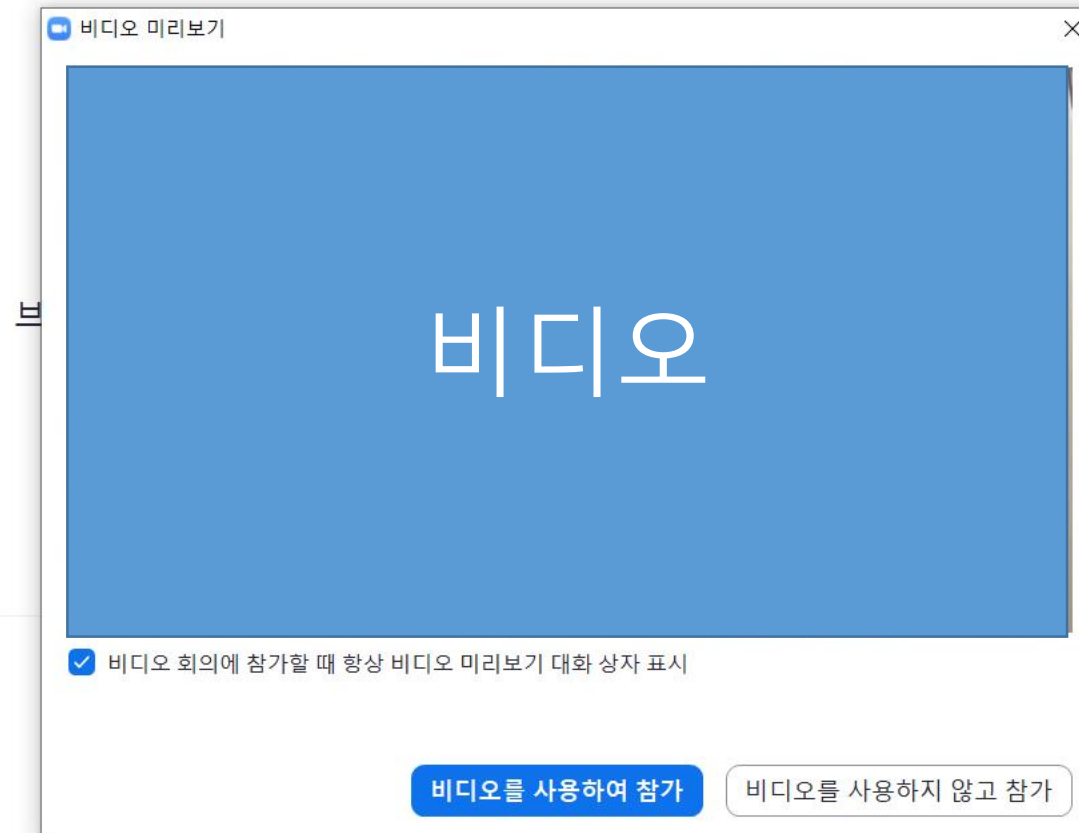 비디오 미리보기
비디오
브
비디오 회의에 참가할 때 항상 비디오 미리보기 대화 상자 표시
비디오를 사용하여 참가
비디오를 사용하지 않고 참가